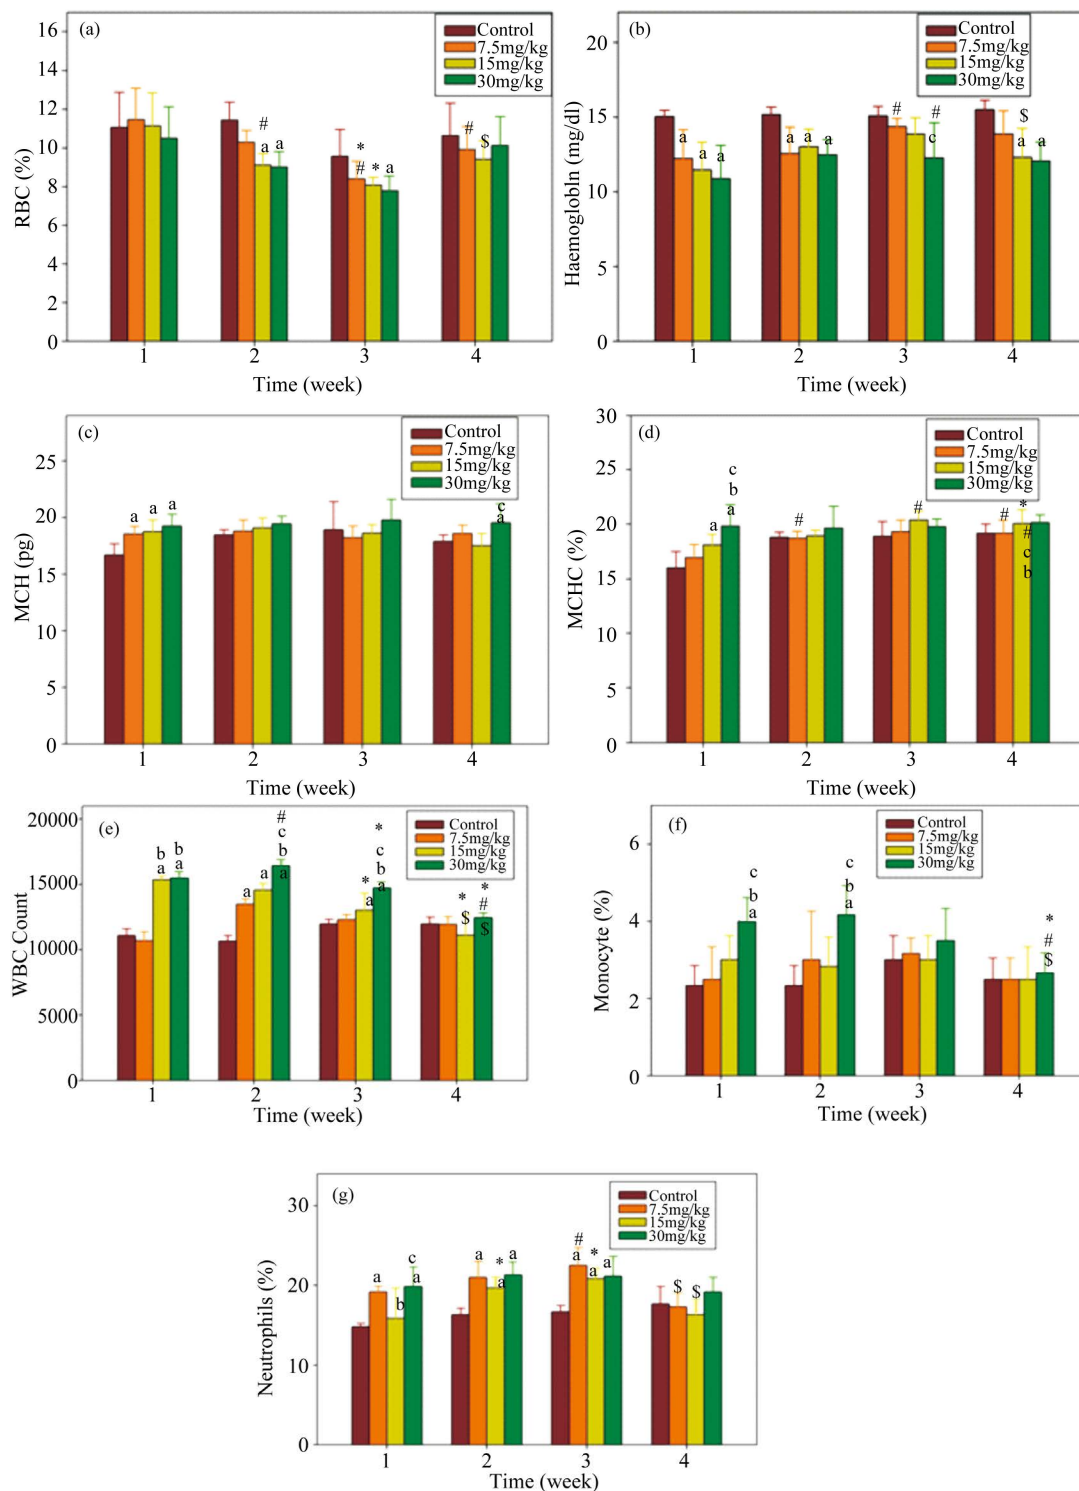 (a)
Control
7.5mg/kg
15mg/kg
30mg/kg
16
14
12
10
8
6
4
2
0
RBC (%)
#
a a
*
# * a
#
$
1 2 3 4
Time (week)
(b)
Control
7.5mg/kg
15mg/kg
30mg/kg
20
15
10
5
0
Haemoglobln (mg/dl)
a a a
a a a
# #
c
$
a a
1 2 3 4
Time (week)
(c)
Control
7.5mg/kg
15mg/kg
30mg/kg
25
20
15
10
5
0
MCH (pg)
a a a
c
a
1 2 3 4
Time (week)
(d)
Control
7.5mg/kg
15mg/kg
30mg/kg
30
25
20
15
10
5
0
MCHC (%)
c
b
a a
#
#
# *
#
c
b
1 2 3 4
Time (week)
(e)
Control
7.5mg/kg
15mg/kg
30mg/kg
20000
15000
10000
5000
0
WBC Count
b b
a a
#
c
b
a a a
*
c
* b
a a
* *
#
$ $
1 2 3 4
Time (week)
(f)
Control
7.5mg/kg
15mg/kg
30mg/kg
6
4
2
0
Monocyte (%)
c
b
a
c
b
a
*
#
$
1 2 3 4
Time (week)
(g)
Control
7.5mg/kg
15mg/kg
30mg/kg
30
20
10
0
Neutrophils (%)
c
a a
b
a * a
a
# *
a a a
$ $
1 2 3 4
Time (week)